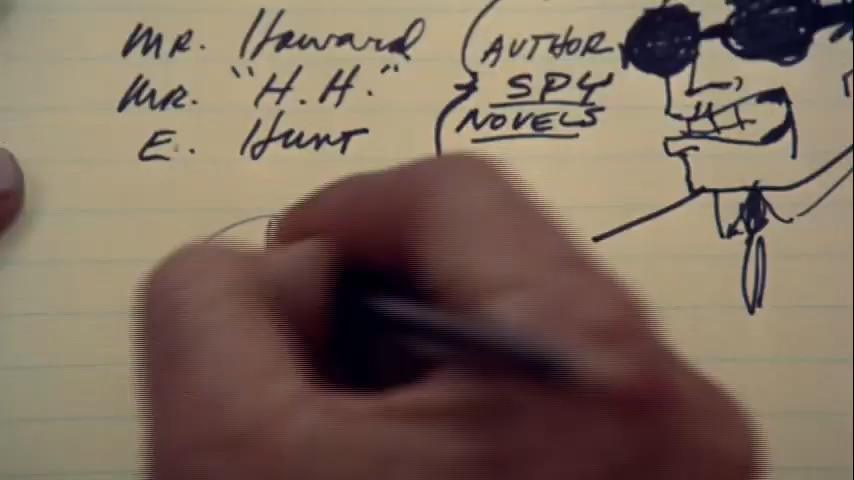 Mr. Howard
Mr. "H.H."
E. Hunt
AUTHOR
SPY
NOVELS